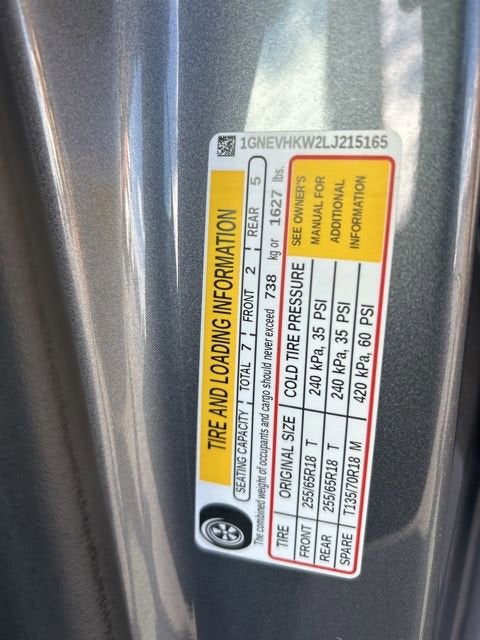 1GNEVHKW2LJ215165
TIRE AND LOADING INFORMATION
SEATING CAPACITY TOTAL 7 FRONT 2 REAR 5
The combined weight of occupants and cargo should never exceed 738 kg or 1627 lbs.
TIRE ORIGINAL SIZE COLD TIRE PRESSURE
FRONT 255/65R18 T 240 kPa, 35 PSI
REAR 255/65R18 T 240 kPa, 35 PSI
SPARE T135/70R18 M 420 kPa, 60 PSI
SEE OWNER'S
MANUAL FOR
ADDITIONAL
INFORMATION